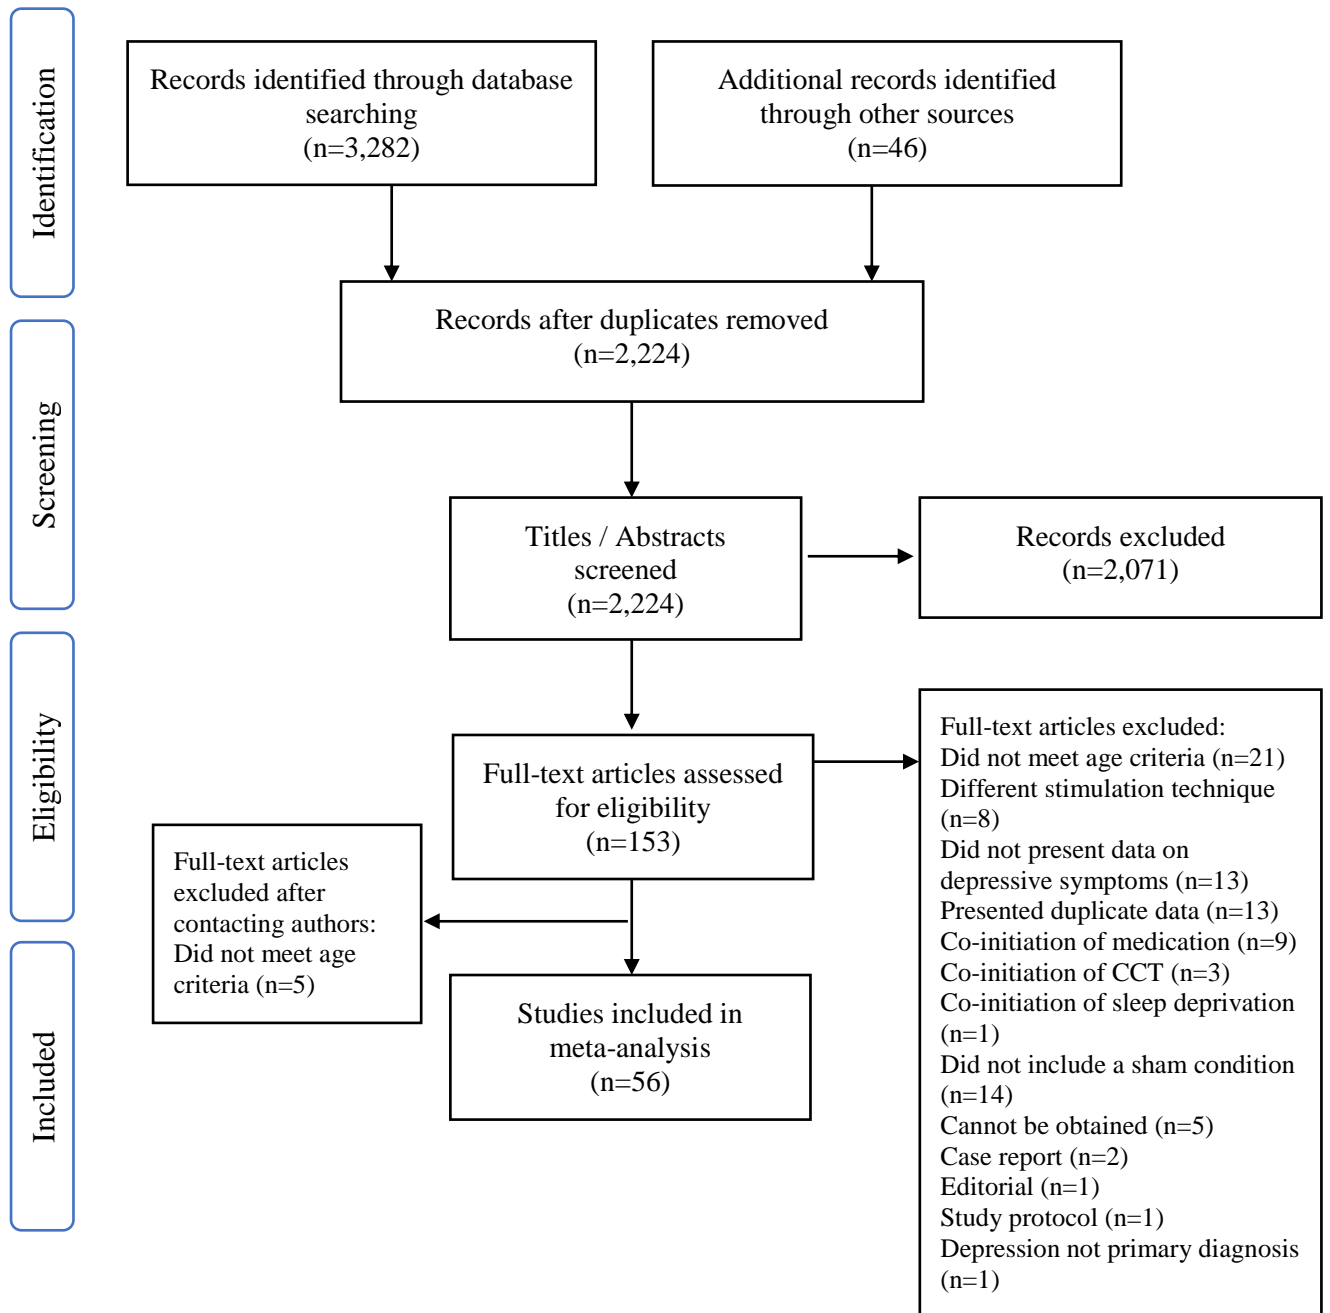 Identification
Records identified through database
searching
(n=3,282)
Additional records identified
through other sources
(n=46)
Records after duplicates removed
(n=2,224)
Screening
Titles / Abstracts
screened
(n=2,224)
Records excluded
(n=2,071)
Eligibility
Full-text articles assessed
for eligibility
(n=153)
Full-text articles excluded:
Did not meet age criteria (n=21)
Different stimulation technique
(n=8)
Did not present data on
depressive symptoms (n=13)
Presented duplicate data (n=13)
Co-initiation of medication (n=9)
Co-initiation of CCT (n=3)
Co-initiation of sleep deprivation
(n=1)
Did not include a sham condition
(n=14)
Cannot be obtained (n=5)
Case report (n=2)
Editorial (n=1)
Study protocol (n=1)
Depression not primary diagnosis
(n=1)
Full-text articles
excluded after
contacting authors:
Did not meet age
criteria (n=5)
Included
Studies included in
meta-analysis
(n=56)